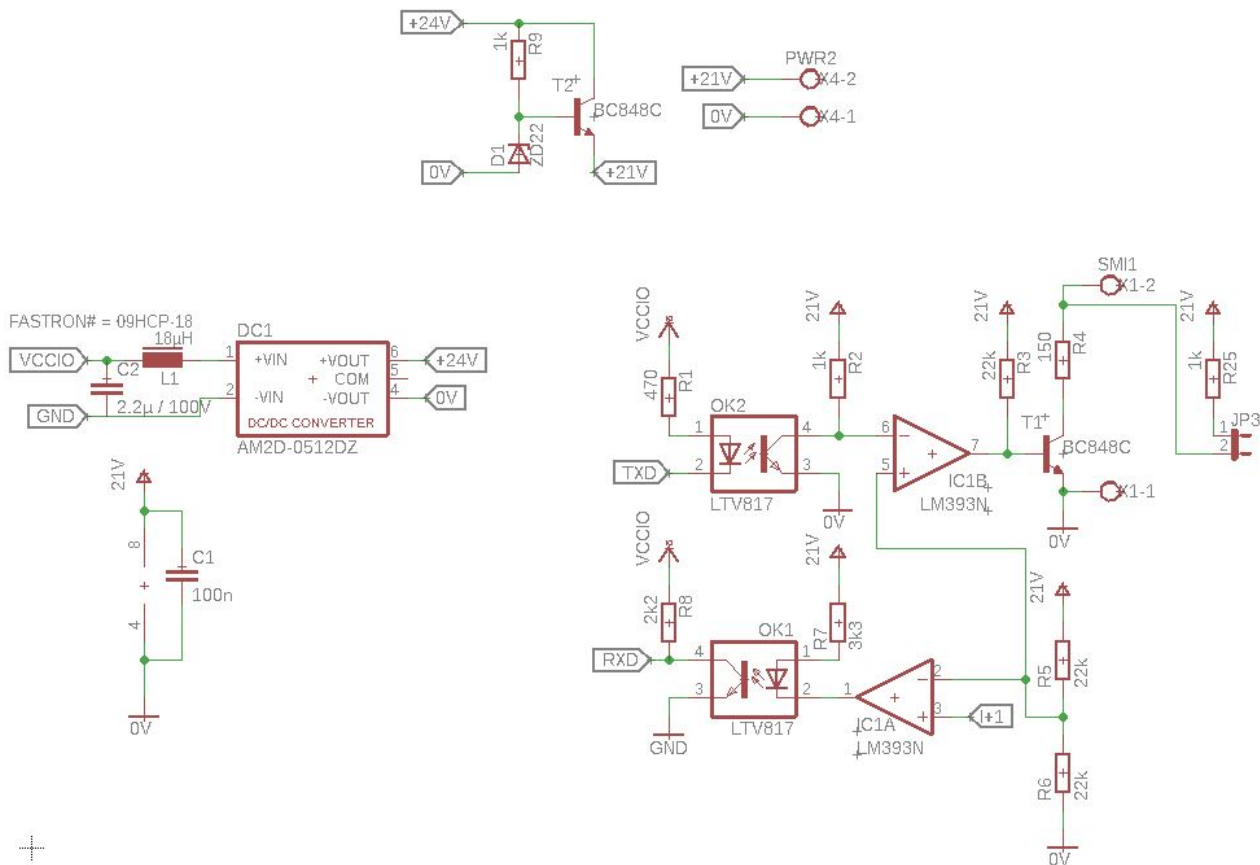 +24V
1k
R9
T2
BC848C
D1
ZD22
0V
+21V
PWR2
+21V
X4-2
0V
X4-1
FASTRON# = 09HCP-18
18µH
L1
VCCIO
C2
2.2µ / 100V
GND
DC1
1
+VIN
+VOUT
6
+24V
COM
5
2
-VIN
-VOUT
4
0V
DC/DC CONVERTER
AM2D-0512DZ
21V
8
4
C1
100n
0V
VCCIO
470
R1
OK2
1
2
4
3
TXD
LTV817
21V
1k
R2
0V
6
5
7
IC1B
LM393N
21V
22k
R3
150
R4
SMI1
X1-2
T1
BC848C
X1-1
0V
21V
1k
R25
JP3
1
2
VCCIO
2k2
R8
RXD
OK1
4
3
1
2
LTV817
GND
21V
R7
3k3
1
2
3
IC1A
LM393N
I+1
21V
R5
22k
R6
22k
0V